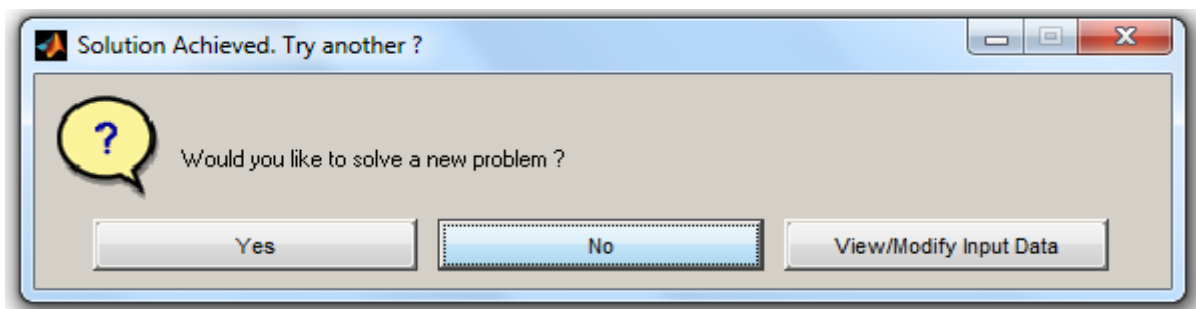 Solution Achieved. Try another ?
Would you like to solve a new problem ?
Yes
No
View/Modify Input Data